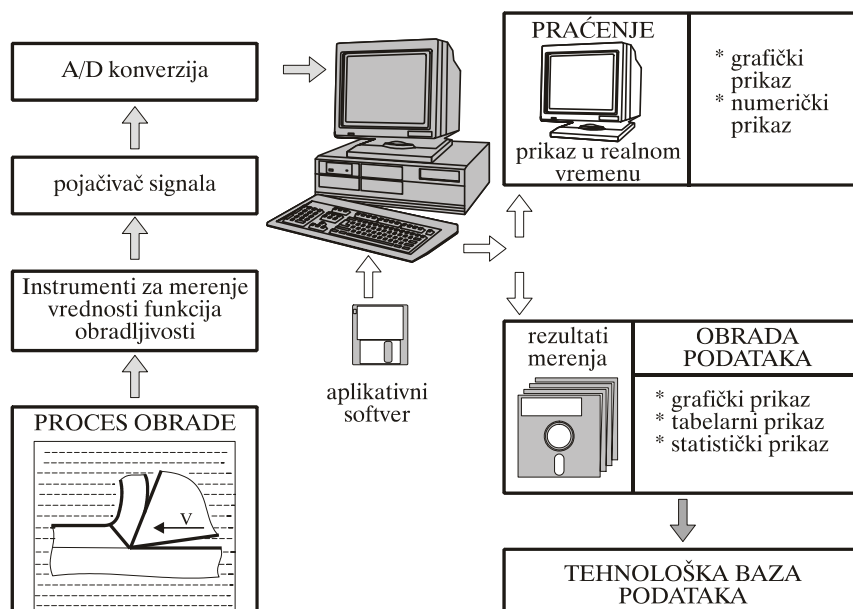 A/D konverzija
pojačivač signala
Instrumenti za merenje
vrednosti funkcija
obradljivosti
PROCES OBRADE
V
aplikativni
softver
PRAĆENJE
prikaz u realnom
vremenu
* grafički
prikaz
* numerički
prikaz
rezultati
merenja
OBRADA
PODATAKA
* grafički prikaz
* tabelarni prikaz
* statistički prikaz
TEHNOLOŠKA BAZA
PODATAKA